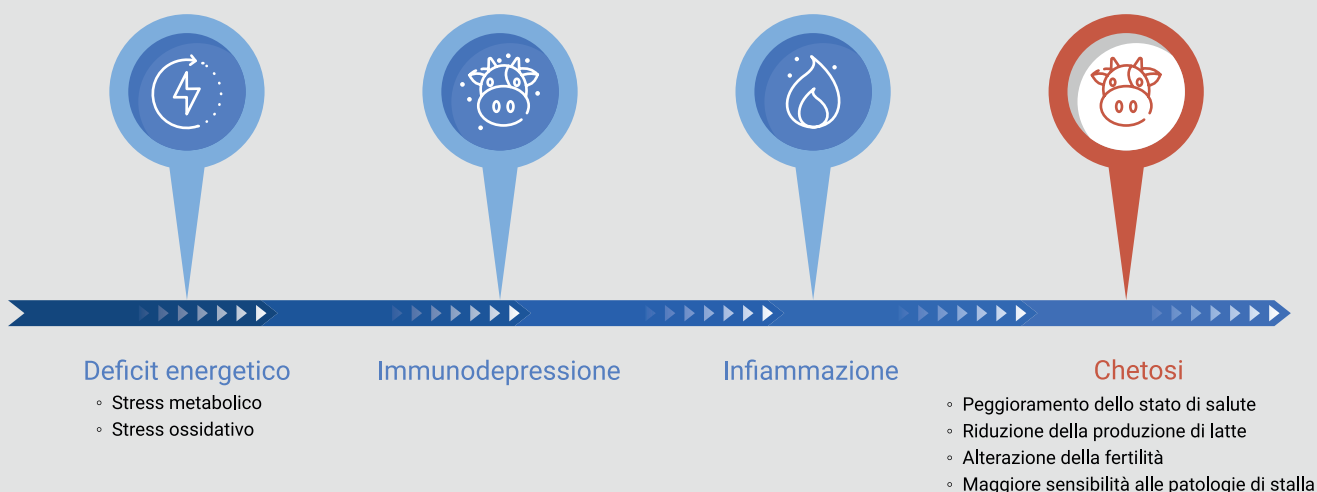 Deficit energetico
◦ Stress metabolico
◦ Stress ossidativo
Immunodepressione
Infiammazione
Chetosi
◦ Peggioramento dello stato di salute
◦ Riduzione della produzione di latte
◦ Alterazione della fertilità
◦ Maggiore sensibilità alle patologie di stalla